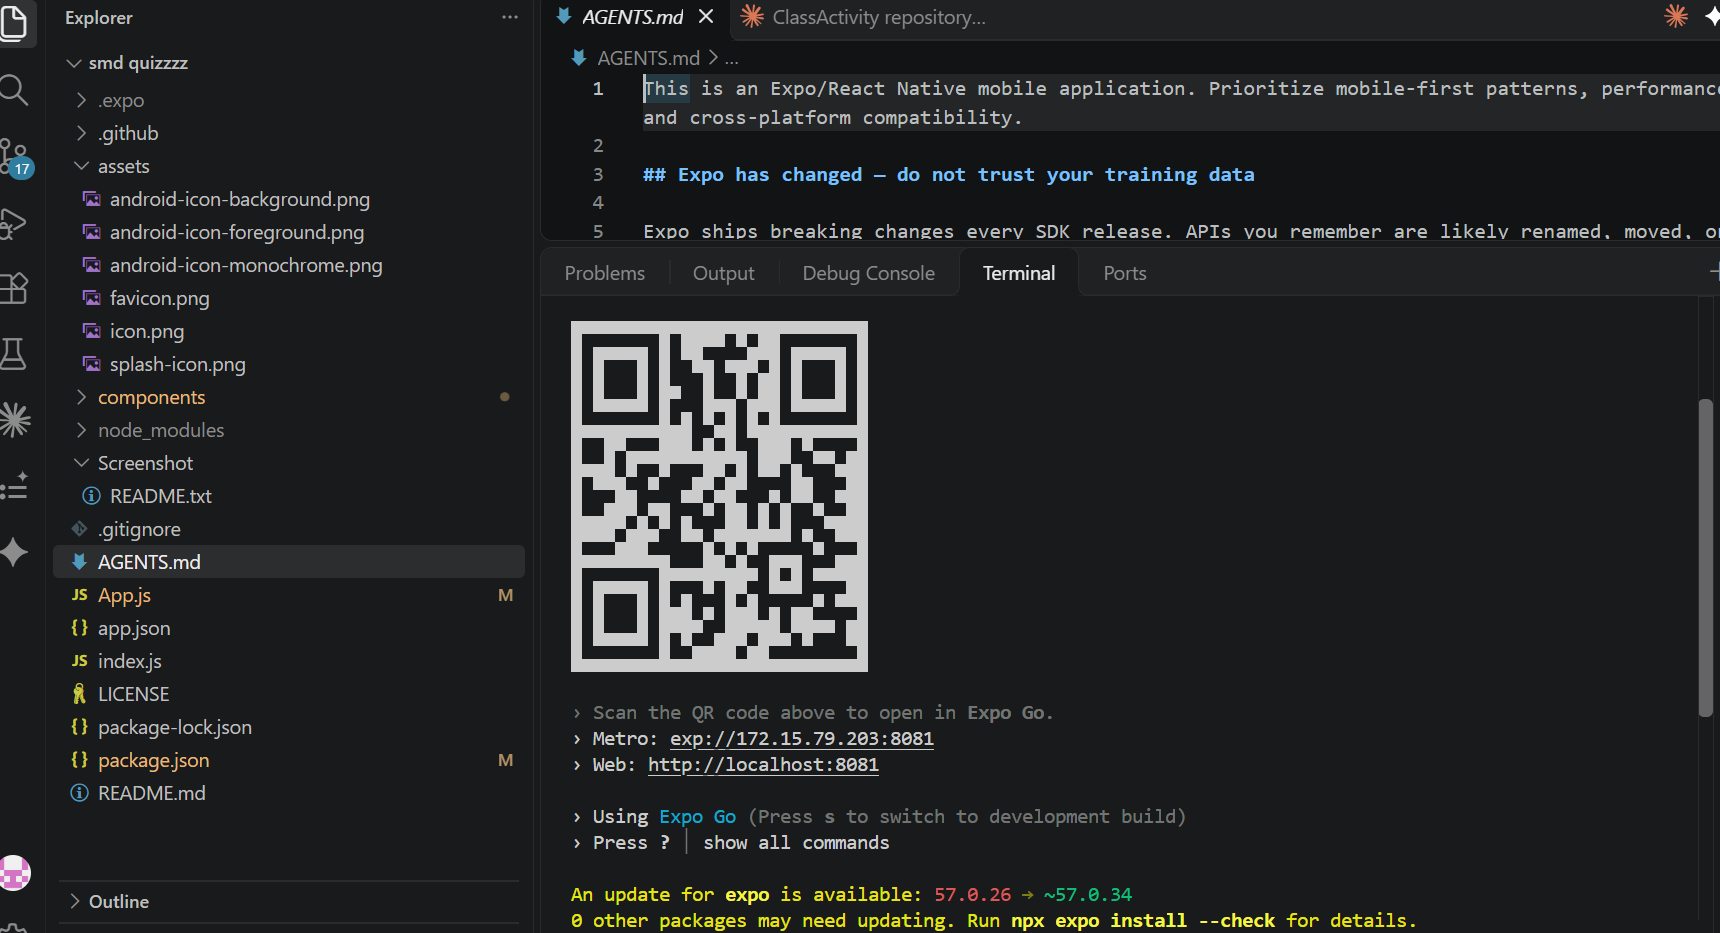 Explorer
smd quizzzz
.expo
.github
assets
android-icon-background.png
android-icon-foreground.png
android-icon-monochrome.png
favicon.png
icon.png
splash-icon.png
components
node_modules
Screenshot
README.txt
.gitignore
AGENTS.md
JS App.js M
{} app.json
JS index.js
LICENSE
{} package-lock.json
{} package.json M
README.md
Outline
17
AGENTS.md
ClassActivity repository...
AGENTS.md > ...
1 This is an Expo/React Native mobile application. Prioritize mobile-first patterns, performance
and cross-platform compatibility.
2
3 ## Expo has changed — do not trust your training data
4
5 Expo ships breaking changes every SDK release. APIs you remember are likely renamed, moved, or
Problems Output Debug Console Terminal Ports
› Scan the QR code above to open in Expo Go.
› Metro: exp://172.15.79.203:8081
› Web: http://localhost:8081
› Using Expo Go (Press s to switch to development build)
› Press ? │ show all commands
An update for expo is available: 57.0.26 → ~57.0.34
0 other packages may need updating. Run npx expo install --check for details.